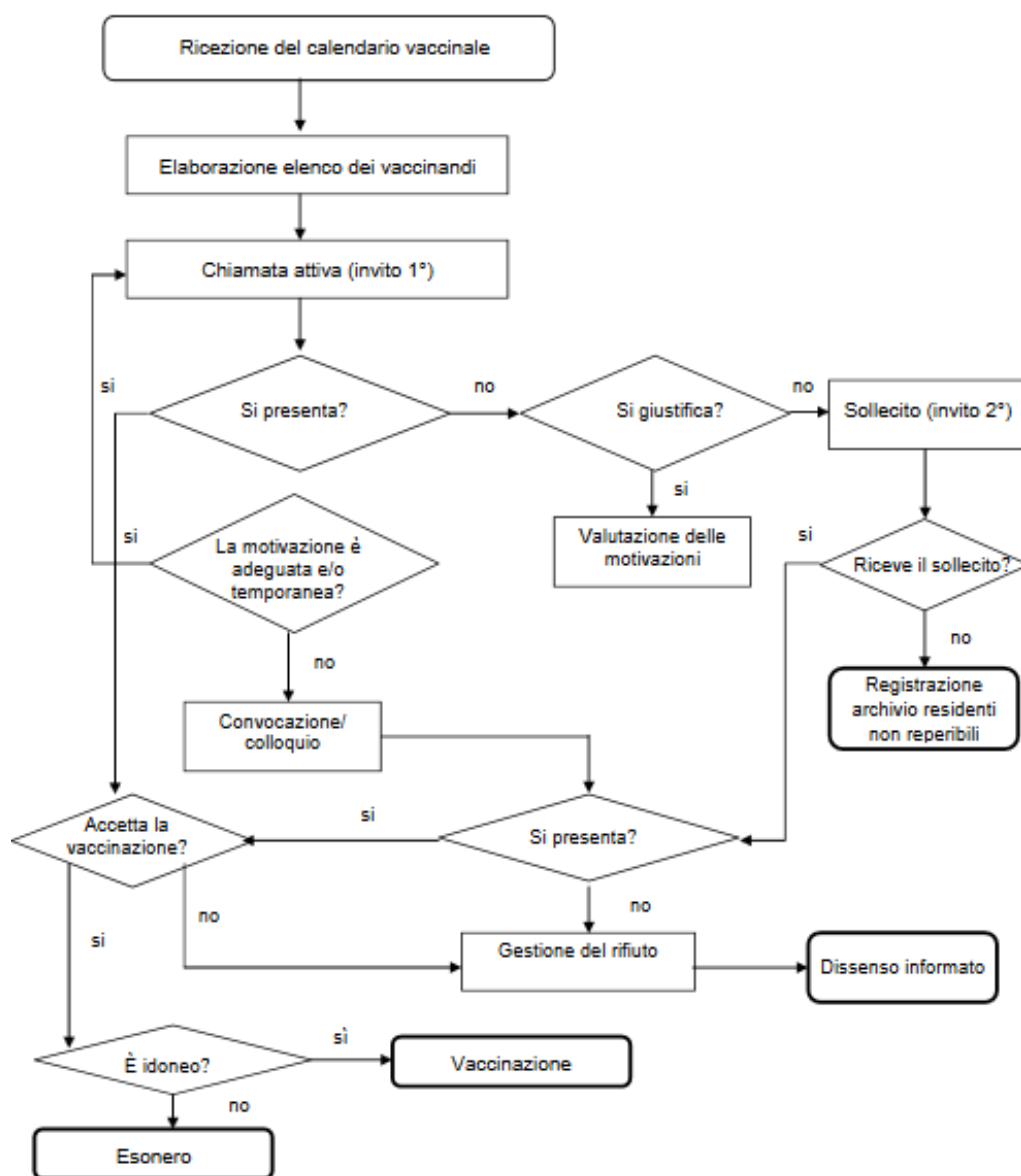 Ricezione del calendario vaccinale
Elaborazione elenco dei vaccinandi
Chiamata attiva (invito 1°)
si
Si presenta?
no
Si giustifica?
no
Sollecito (invito 2°)
si
Valutazione delle
motivazioni
si
La motivazione è
adeguata e/o
temporanea?
si
Riceve il sollecito?
no
no
Registrazione
archivio residenti
non reperibili
Convocazione/
colloquio
Accetta la
vaccinazione?
si
Si presenta?
no
no
si
Gestione del rifiuto
Dissenso informato
È idoneo?
sì
Vaccinazione
no
Esonero